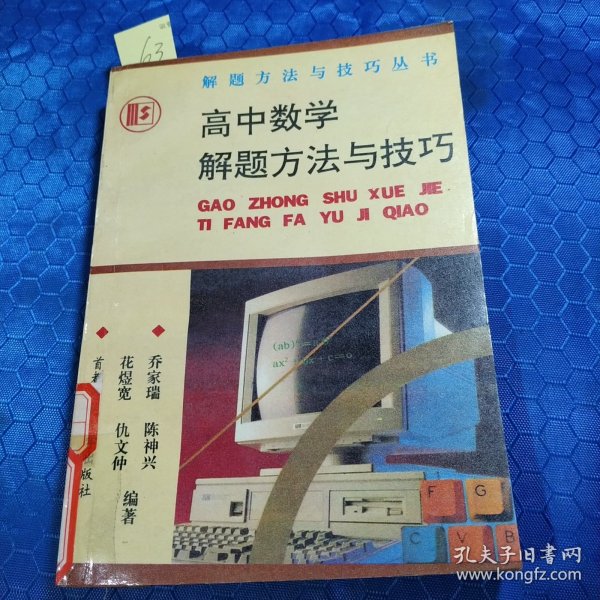 63
解题方法与技巧丛书
高中数学
解题方法与技巧
GAO ZHONG SHU XUE JIE
TI FANG FA YU JI QIAO
乔家瑞 陈神兴
花煜宽 仇文仲 编著
首
版社
(ab)
ax²
F G
C V B
孔夫子旧书网
www.kongfz.com